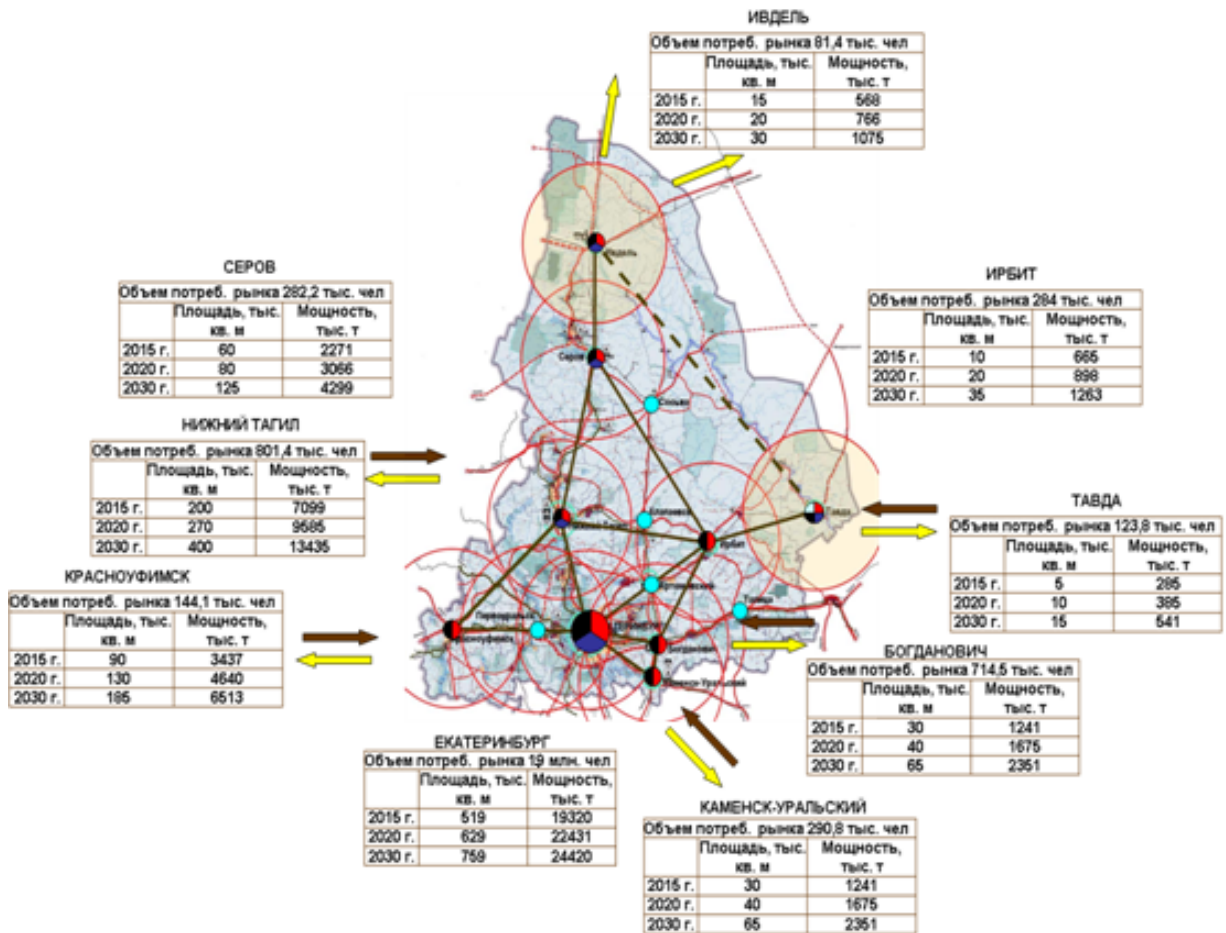 ИВДЕЛЬ
Объем потреб. рынка 81,4 тыс. чел
Площадь, тыс. кв. м Мощность, тыс. т
2015 г. 15 568
2020 г. 20 766
2030 г. 30 1075
СЕРОВ
Объем потреб. рынка 282,2 тыс. чел
Площадь, тыс. кв. м Мощность, тыс. т
2015 г. 60 2271
2020 г. 80 3066
2030 г. 125 4299
ИРБИТ
Объем потреб. рынка 284 тыс. чел
Площадь, тыс. кв. м Мощность, тыс. т
2015 г. 10 665
2020 г. 20 898
2030 г. 35 1263
НИЖНИЙ ТАГИЛ
Объем потреб. рынка 801,4 тыс. чел
Площадь, тыс. кв. м Мощность, тыс. т
2015 г. 200 7099
2020 г. 270 9585
2030 г. 400 13435
ТАВДА
Объем потреб. рынка 123,8 тыс. чел
Площадь, тыс. кв. м Мощность, тыс. т
2015 г. 5 285
2020 г. 10 385
2030 г. 15 541
КРАСНОУФИМСК
Объем потреб. рынка 144,1 тыс. чел
Площадь, тыс. кв. м Мощность, тыс. т
2015 г. 90 3437
2020 г. 130 4640
2030 г. 185 6513
БОГДАНОВИЧ
Объем потреб. рынка 714,5 тыс. чел
Площадь, тыс. кв. м Мощность, тыс. т
2015 г. 30 1241
2020 г. 40 1675
2030 г. 65 2351
ЕКАТЕРИНБУРГ
Объем потреб. рынка 19 млн. чел
Площадь, тыс. кв. м Мощность, тыс. т
2015 г. 519 19320
2020 г. 629 22431
2030 г. 759 24420
КАМЕНСК-УРАЛЬСКИЙ
Объем потреб. рынка 290,8 тыс. чел
Площадь, тыс. кв. м Мощность, тыс. т
2015 г. 30 1241
2020 г. 40 1675
2030 г. 65 2351
Ивдель
Серов
Тавда
Ирбит
Богданович
Каменск-Уральский